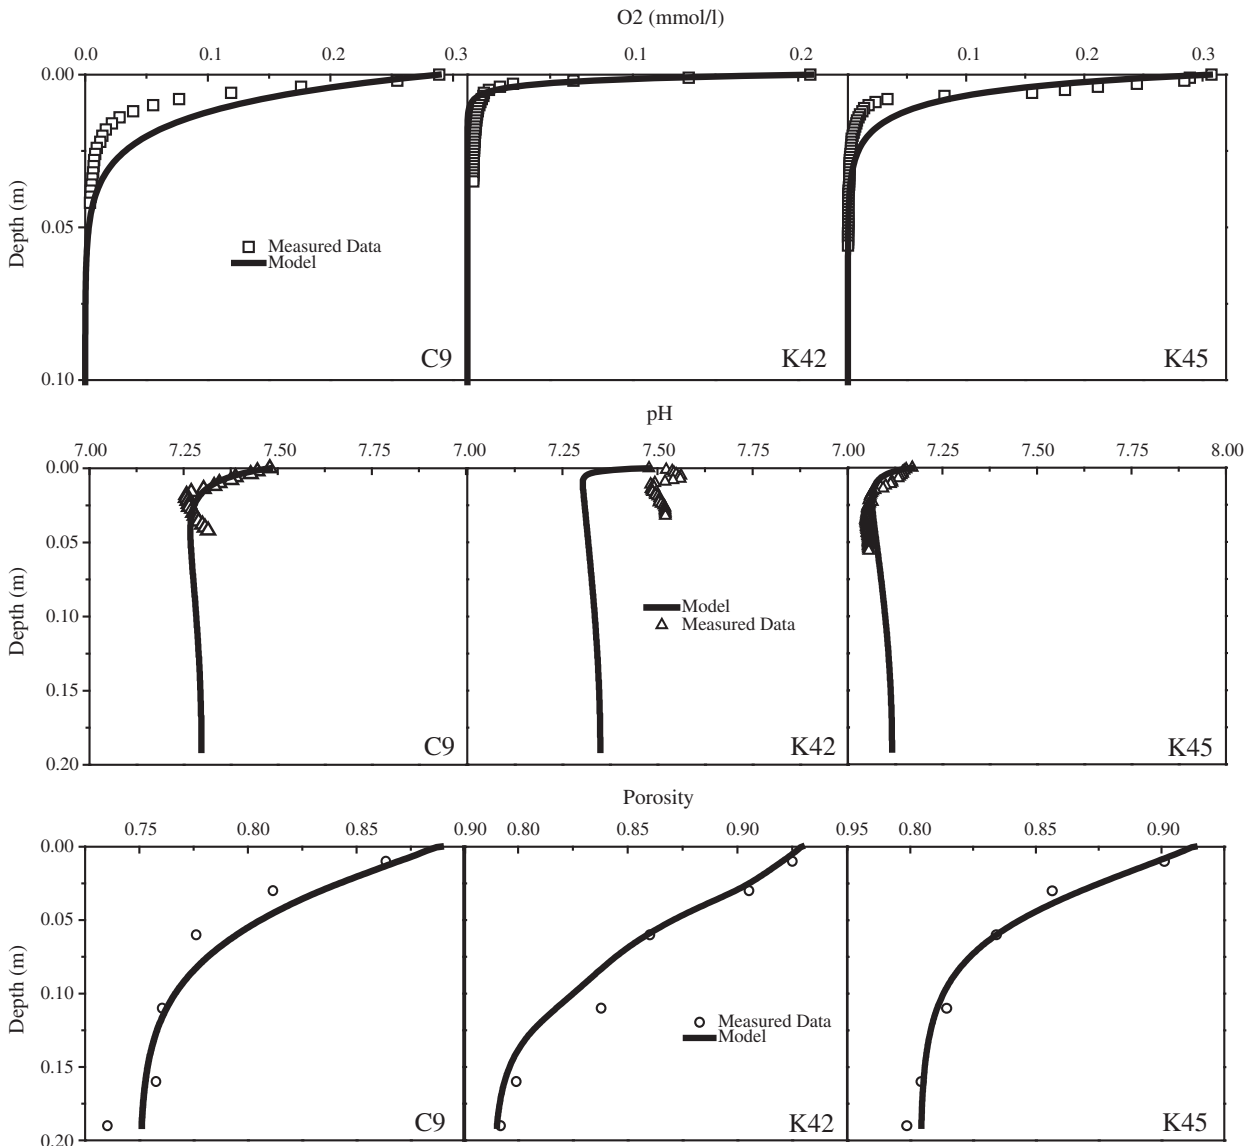 O2 (mmol/l)
0.0 0.1 0.2 0.3 0.1 0.2 0.1 0.2 0.3
0.00
0.05
0.10
Depth (m)
Measured Data
Model
C9 K42 K45
pH
7.00 7.25 7.50 7.75 7.00 7.25 7.50 7.75 7.00 7.25 7.50 7.75 8.00
0.00
0.05
0.10
0.15
0.20
Depth (m)
Model
Measured Data
C9 K42 K45
Porosity
0.75 0.80 0.85 0.90 0.80 0.85 0.90 0.95 0.80 0.85 0.90
0.00
0.05
0.10
0.15
0.20
Depth (m)
Measured Data
Model
C9 K42 K45